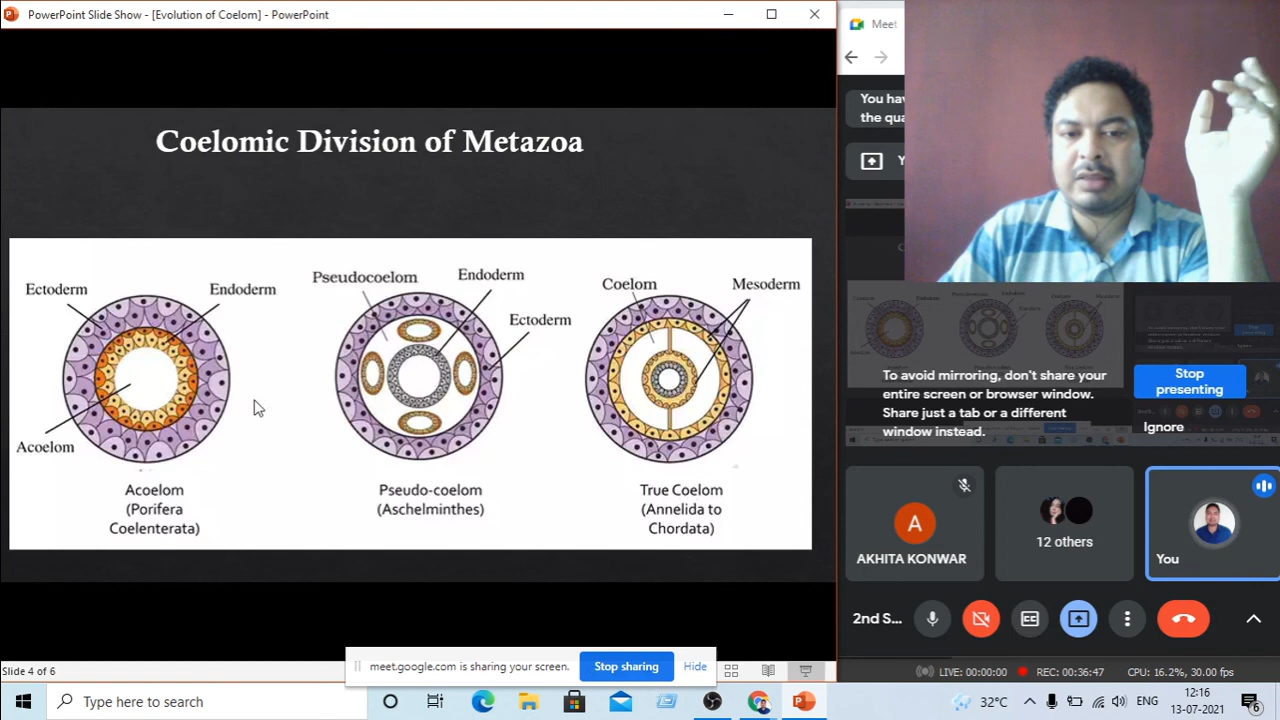 PowerPoint Slide Show - [Evolution of Coelom] - PowerPoint
Coelomic Division of Metazoa
Ectoderm
Endoderm
Acoelom
Acoelom
(Porifera
Coelenterata)
Pseudocoelom
Endoderm
Ectoderm
Pseudo-coelom
(Aschelminthes)
Coelom
Mesoderm
True Coelom
(Annelida to
Chordata)
Slide 4 of 6
meet.google.com is sharing your screen.
Stop sharing
Hide
Meet
You hav
the qua
Y
To avoid mirroring, don't share your
entire screen or browser window.
Share just a tab or a different
window instead.
Stop
presenting
Ignore
A
AKHITA KONWAR
12 others
You
2nd S...
LIVE: 00:00:00
REC: 00:36:47
CPU: 16.2%, 30.00 fps
Type here to search
32°C
ENG
12:16
13-07-2021
6